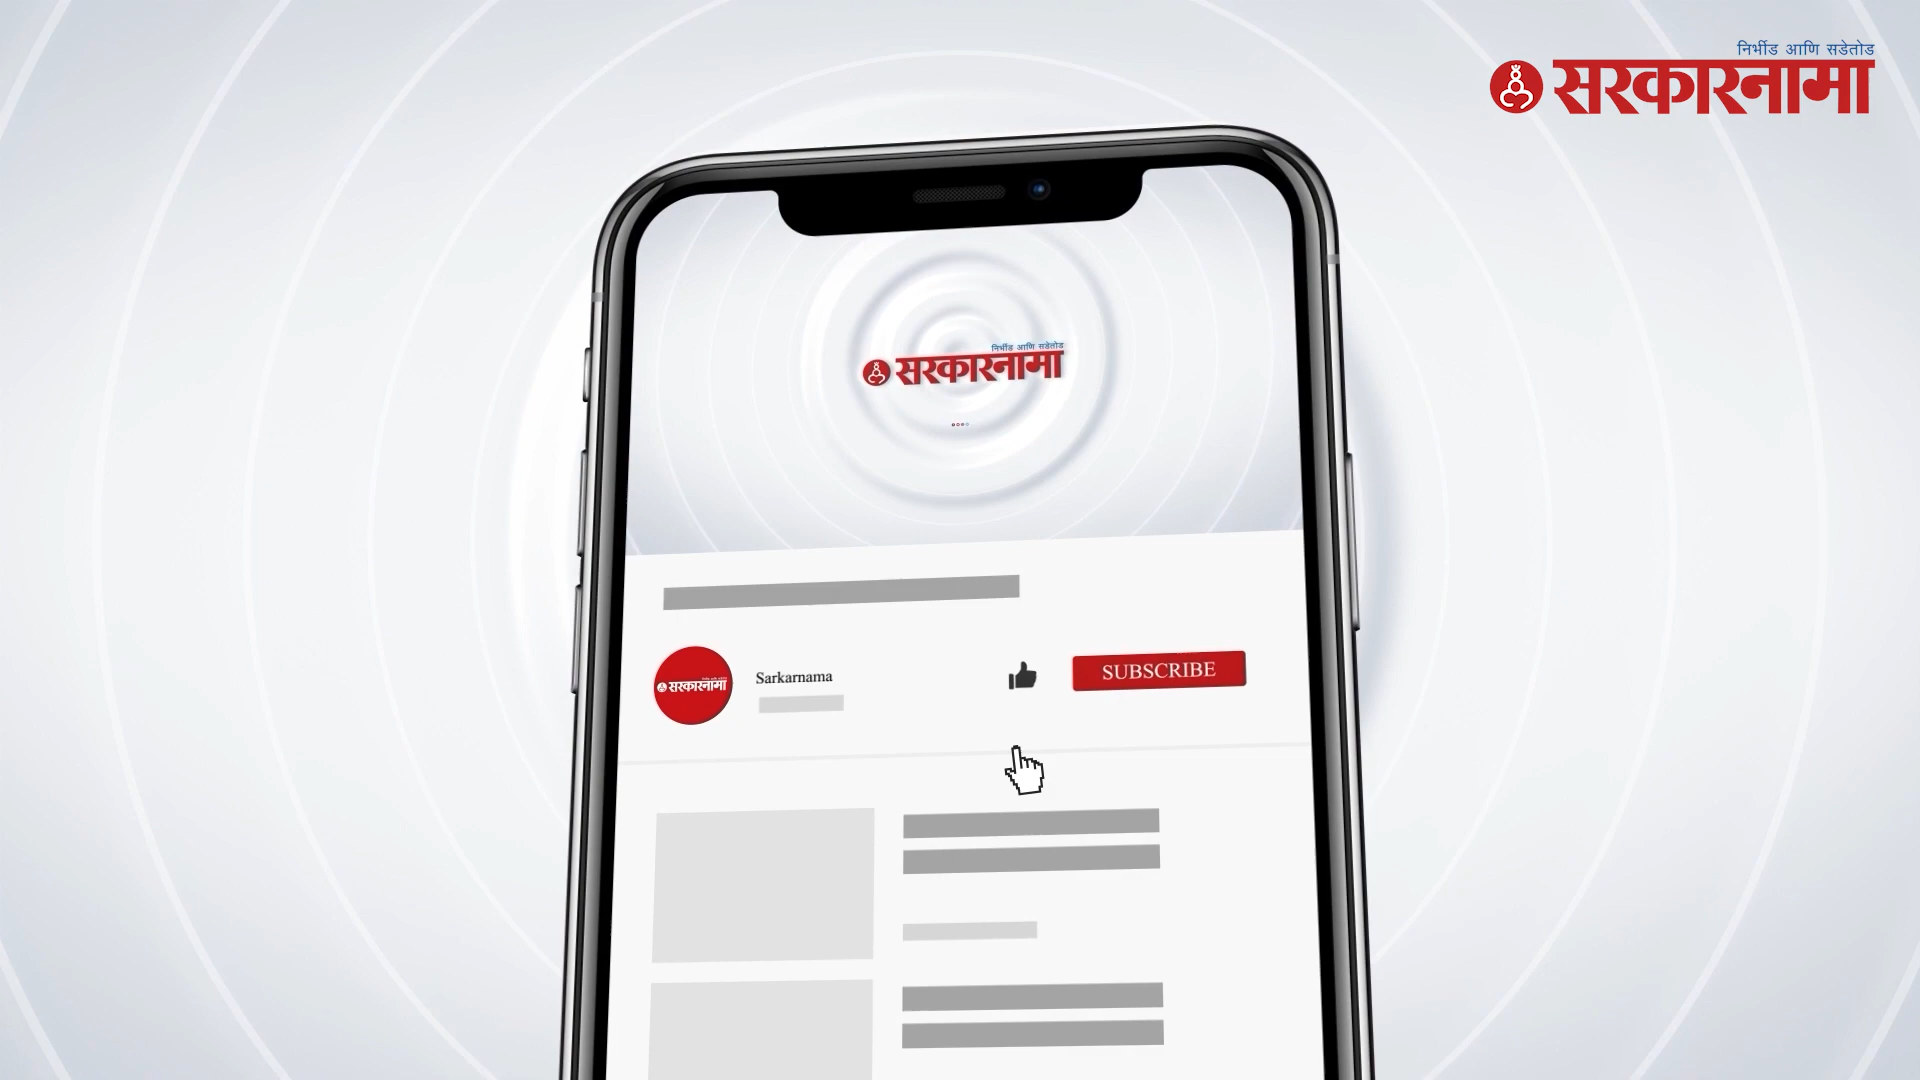 निर्भीड आणि सडेतोड
सरकारनामा
निर्भीड आणि सडेतोड
सरकारनामा
सरकारनामा
Sarkarnama
SUBSCRIBE